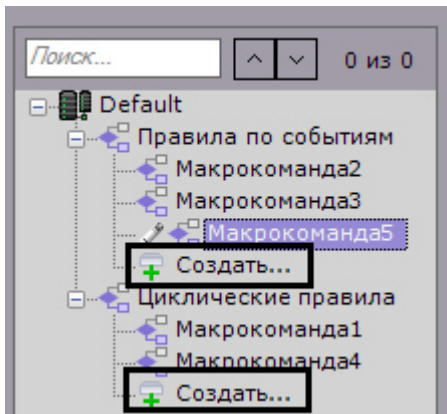 Поиск...
0 из 0
Default
Правила по событиям
Макрокоманда2
Макрокоманда3
Макрокоманда5
Создать...
Циклические правила
Макрокоманда1
Макрокоманда4
Создать...